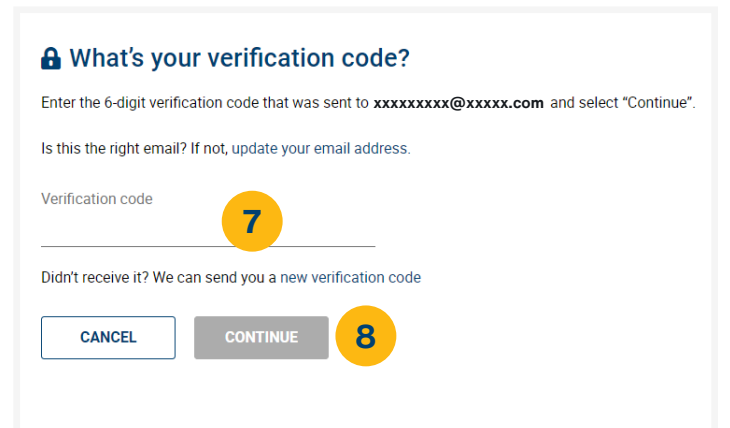 What's your verification code?
Enter the 6-digit verification code that was sent to xxxxxxxxx@xxxxx.com and select “Continue”.
Is this the right email? If not, update your email address.
Verification code
7
Didn't receive it? We can send you a new verification code
CANCEL
CONTINUE
8